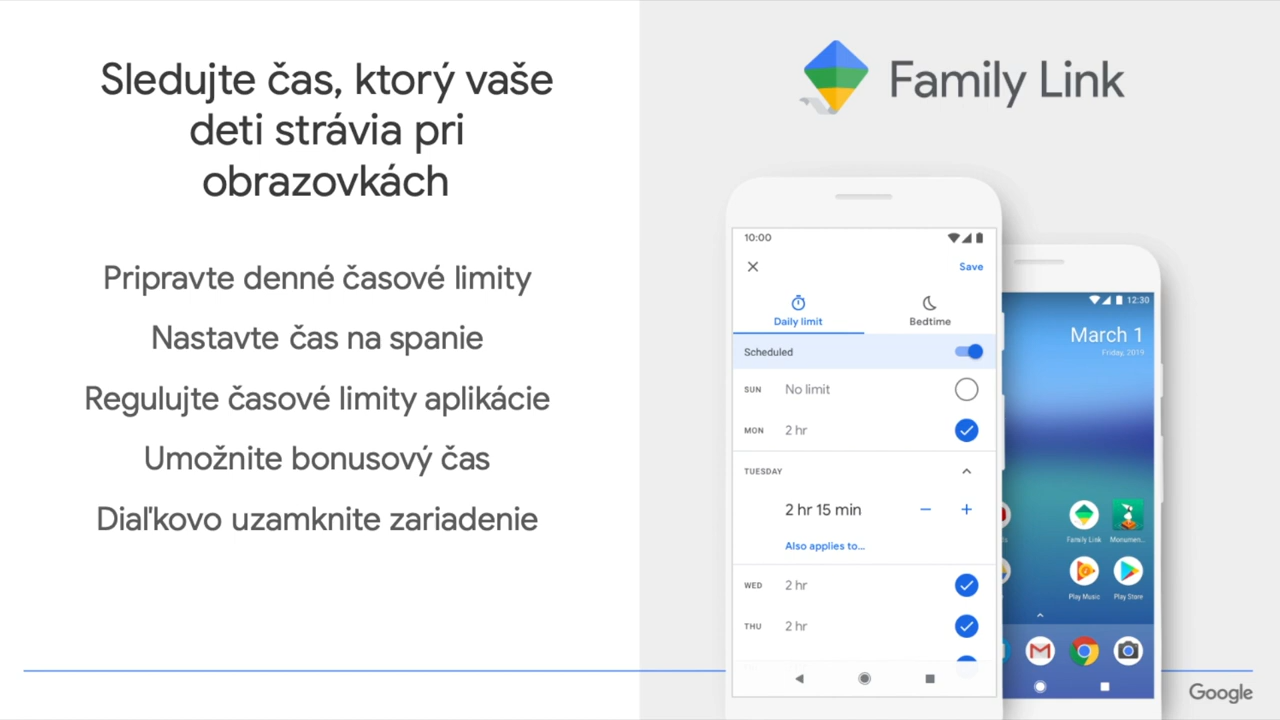 Sledujte čas, ktorý vaše
deti strávia pri
obrazovkách
Pripravte denné časové limity
Nastavte čas na spanie
Regulujte časové limity aplikácie
Umožnite bonusový čas
Diaľkovo uzamknite zariadenie
Family Link
10:00
Save
Daily limit
Bedtime
Scheduled
SUN No limit
MON 2 hr
TUESDAY
2 hr 15 min
Also applies to...
WED 2 hr
THU 2 hr
12:30
March 1
Friday, 2019
Family Link Monumen...
Play Music Play Store
Google